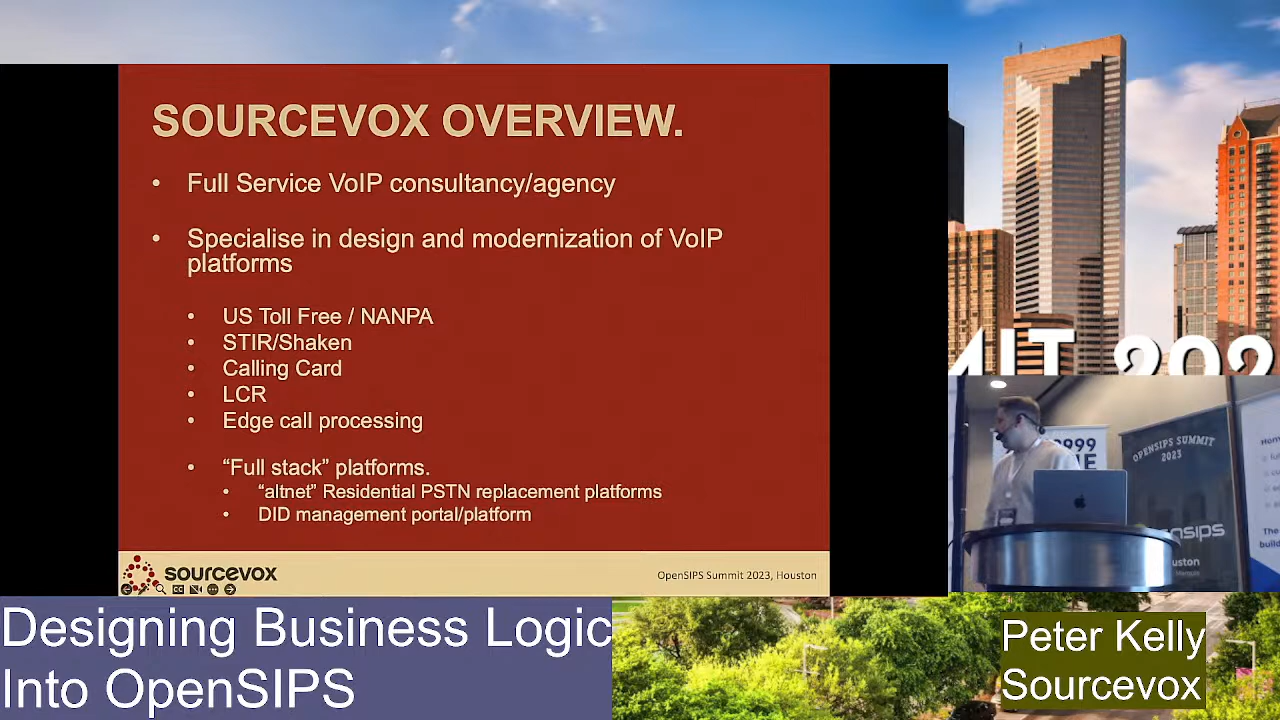 SOURCEVOX OVERVIEW.
• Full Service VoIP consultancy/agency
• Specialise in design and modernization of VoIP
platforms
• US Toll Free / NANPA
• STIR/Shaken
• Calling Card
• LCR
• Edge call processing
• “Full stack” platforms.
• “altnet” Residential PSTN replacement platforms
• DID management portal/platform
sourcevox
OpenSIPS Summit 2023, Houston
MIT 202
OPENSIPS SUMMIT
2023
Designing Business Logic
Into OpenSIPS
Peter Kelly
Sourcevox